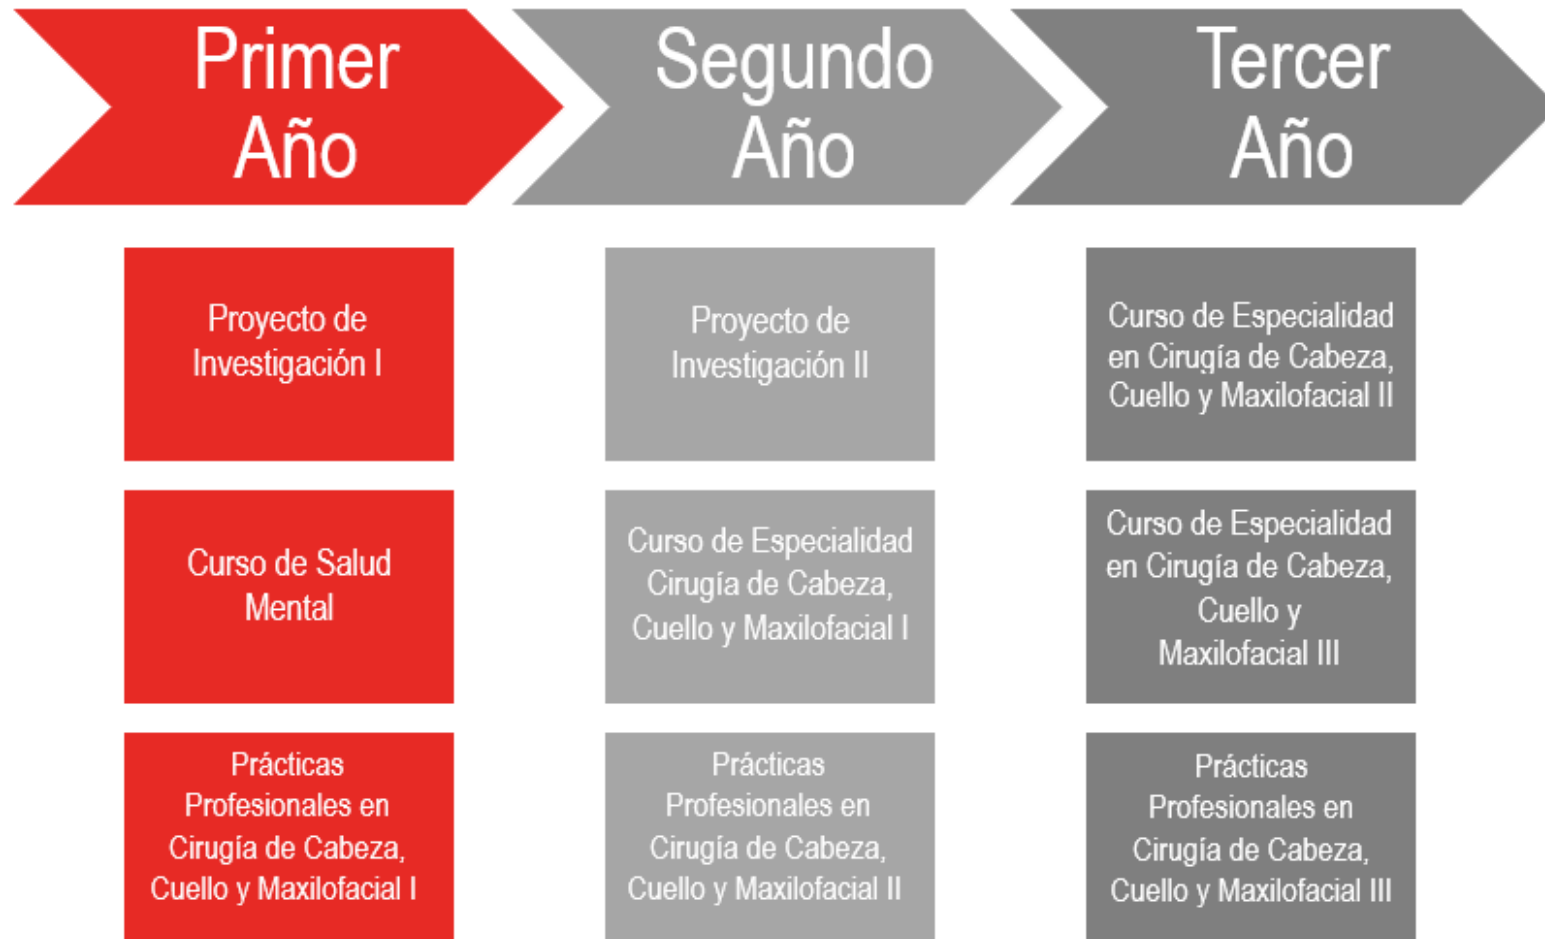 Primer
Año
Segundo
Año
Tercer
Año
Proyecto de
Investigación I
Proyecto de
Investigación II
Curso de Especialidad
en Cirugía de Cabeza,
Cuello y Maxilofacial II
Curso de Salud
Mental
Curso de Especialidad
Cirugía de Cabeza,
Cuello y Maxilofacial I
Curso de Especialidad
en Cirugía de Cabeza,
Cuello y
Maxilofacial III
Prácticas
Profesionales en
Cirugía de Cabeza,
Cuello y Maxilofacial I
Prácticas
Profesionales en
Cirugía de Cabeza,
Cuello y Maxilofacial II
Prácticas
Profesionales en
Cirugía de Cabeza,
Cuello y Maxilofacial III